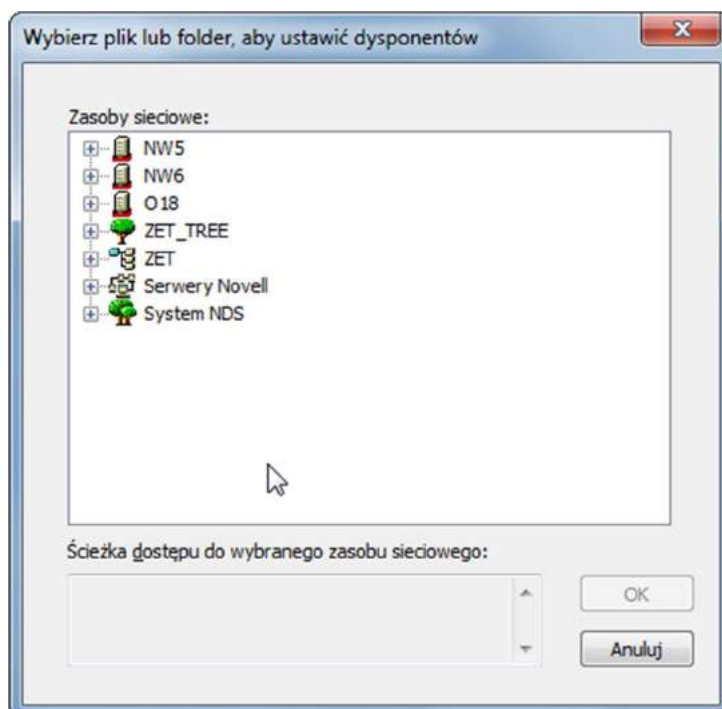 Wybierz plik lub folder, aby ustawić dysponentów
Zasoby sieciowe:
NW5
NW6
O18
ZET_TREE
ZET
Serwery Novell
System NDS
Ścieżka dostępu do wybranego zasobu sieciowego:
OK
Anuluj